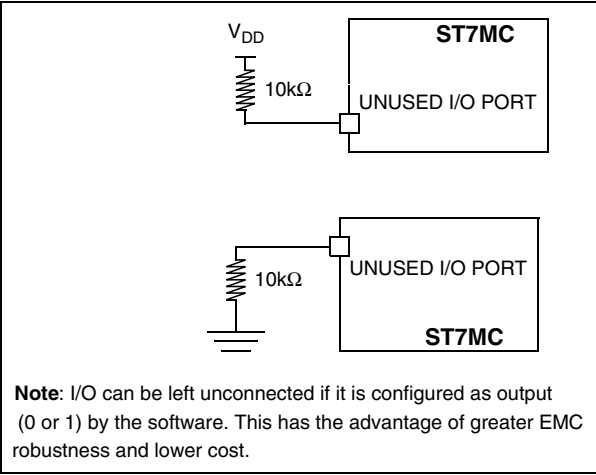 V_DD
ST7MC
10kΩ
UNUSED I/O PORT
UNUSED I/O PORT
10kΩ
ST7MC
Note: I/O can be left unconnected if it is configured as output
(0 or 1) by the software. This has the advantage of greater EMC
robustness and lower cost.